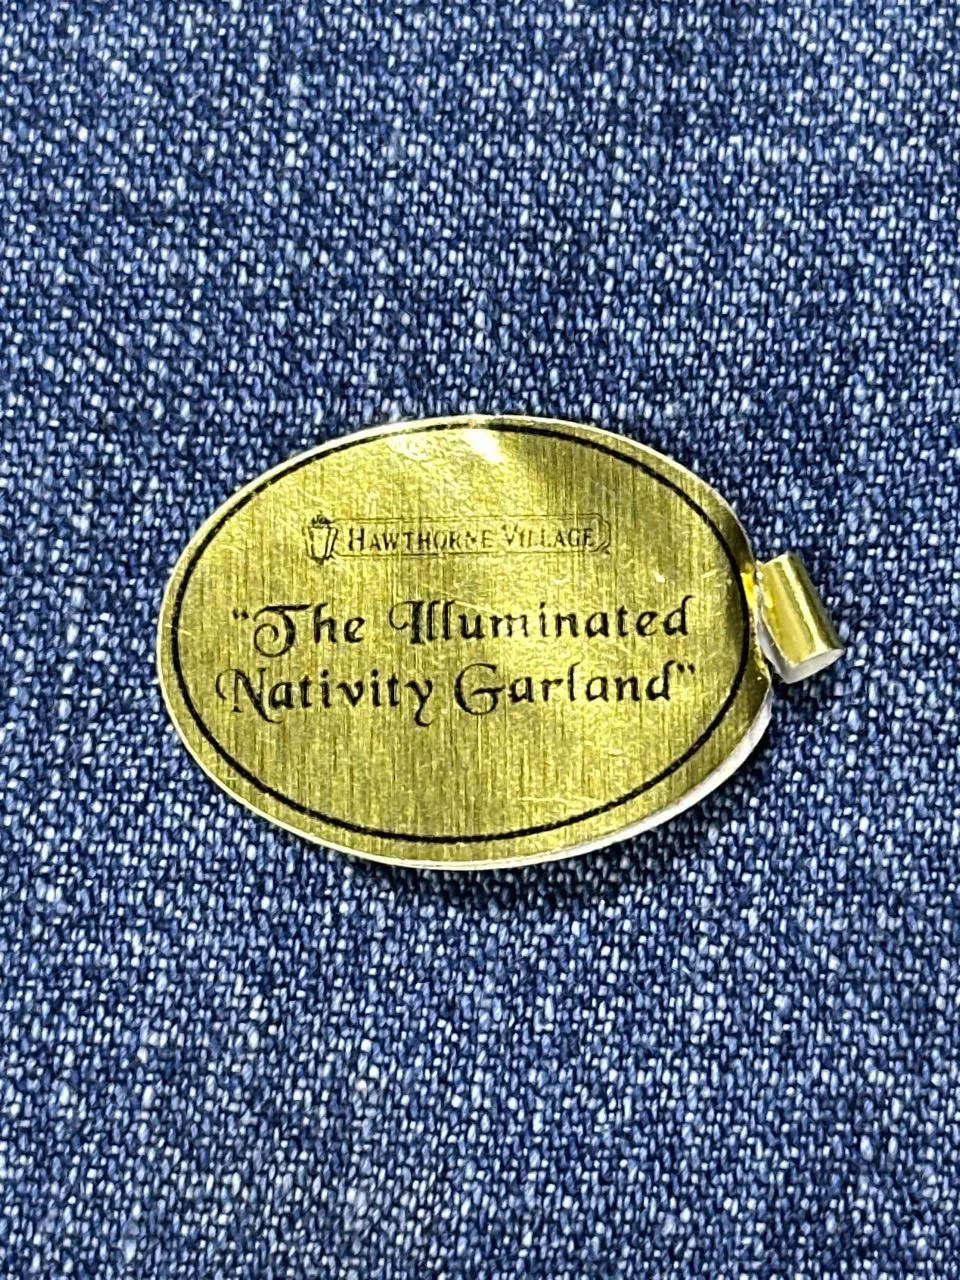 HAWTHORNE VILLAGE
"The Illuminated
Nativity Garland"